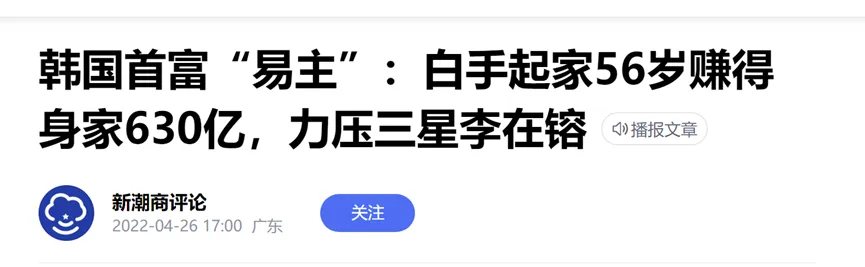 韩国首富“易主”：白手起家56岁赚得
身家630亿，力压三星李在镕 播报文章
新潮商评论
2022-04-26 17:00 广东
关注